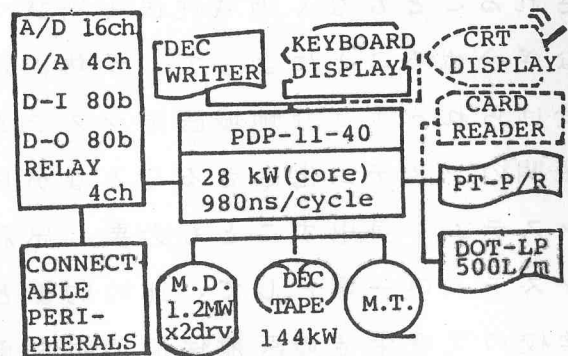 A/D 16ch
D/A 4ch
D-I 80b
D-O 80b
RELAY
4ch
DEC
WRITER
KEYBOARD
DISPLAY
CRT
DISPLAY
CARD
READER
PDP-11-40
28 kW(core)
980ns/cycle
PT-P/R
DOT-LP
500L/m
CONNECT-
ABLE
PERI-
PHERALS
M.D.
1.2MW
x2drv
DEC
TAPE
144kW
M.T.